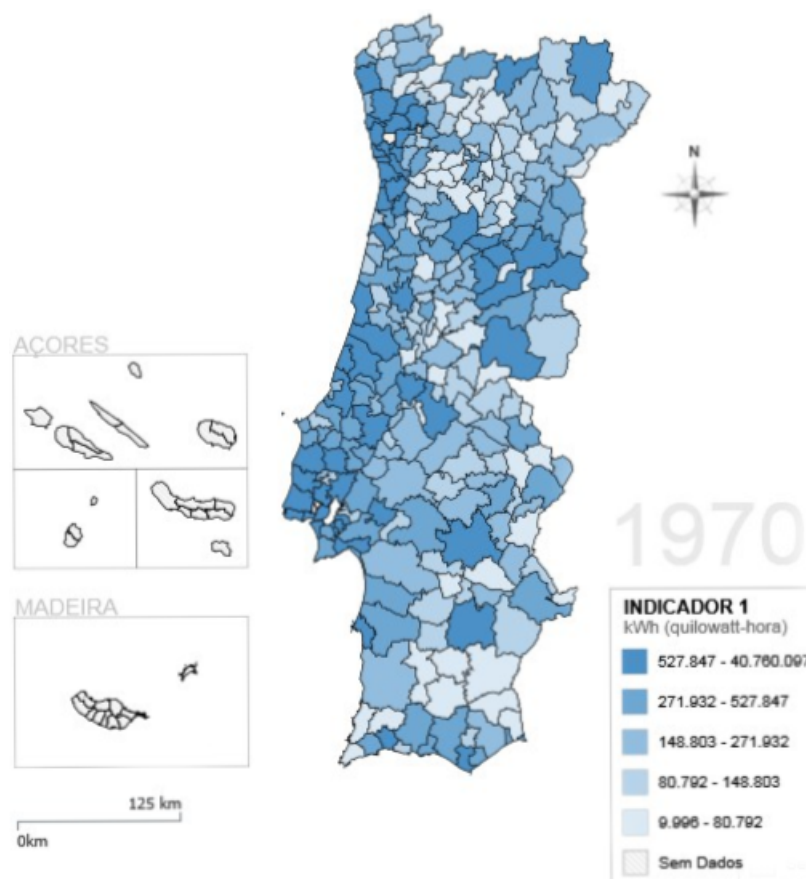 N
AÇORES
MADEIRA
125 km
0km
1970
INDICADOR 1
kWh (quilowatt-hora)
527.847 - 40.760.097
271.932 - 527.847
148.803 - 271.932
80.792 - 148.803
9.996 - 80.792
Sem Dados